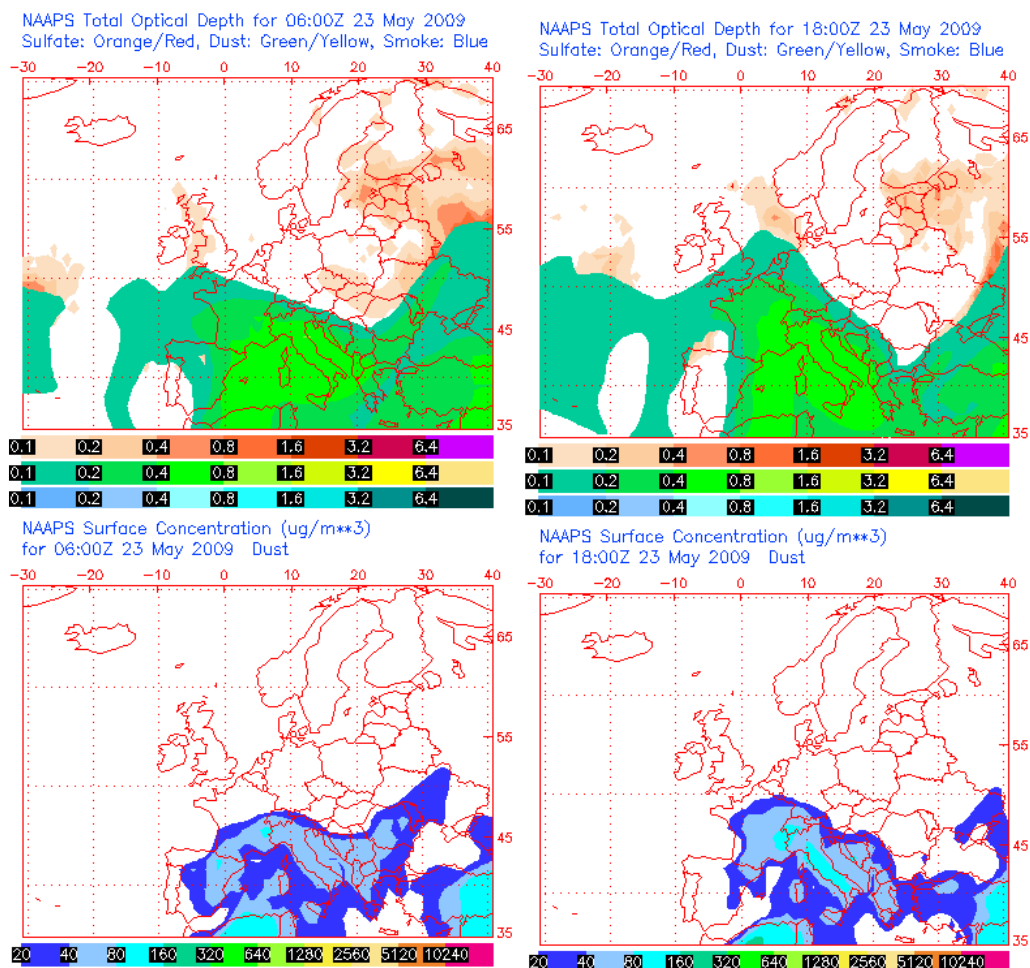 NAAPS Total Optical Depth for 06:00Z 23 May 2009
Sulfate: Orange/Red, Dust: Green/Yellow, Smoke: Blue
-30 -20 -10 0 10 20 30 40
65
55
45
35
0.1 0.2 0.4 0.8 1.6 3.2 6.4
0.1 0.2 0.4 0.8 1.6 3.2 6.4
0.1 0.2 0.4 0.8 1.6 3.2 6.4
NAAPS Total Optical Depth for 18:00Z 23 May 2009
Sulfate: Orange/Red, Dust: Green/Yellow, Smoke: Blue
-30 -20 -10 0 10 20 30 40
65
55
45
35
0.1 0.2 0.4 0.8 1.6 3.2 6.4
0.1 0.2 0.4 0.8 1.6 3.2 6.4
0.1 0.2 0.4 0.8 1.6 3.2 6.4
NAAPS Surface Concentration (ug/m**3)
for 06:00Z 23 May 2009 Dust
-30 -20 -10 0 10 20 30 40
65
55
45
35
20 40 80 160 320 640 1280 2560 5120 10240
NAAPS Surface Concentration (ug/m**3)
for 18:00Z 23 May 2009 Dust
-30 -20 -10 0 10 20 30 40
65
55
45
35
20 40 80 160 320 640 1280 2560 5120 10240